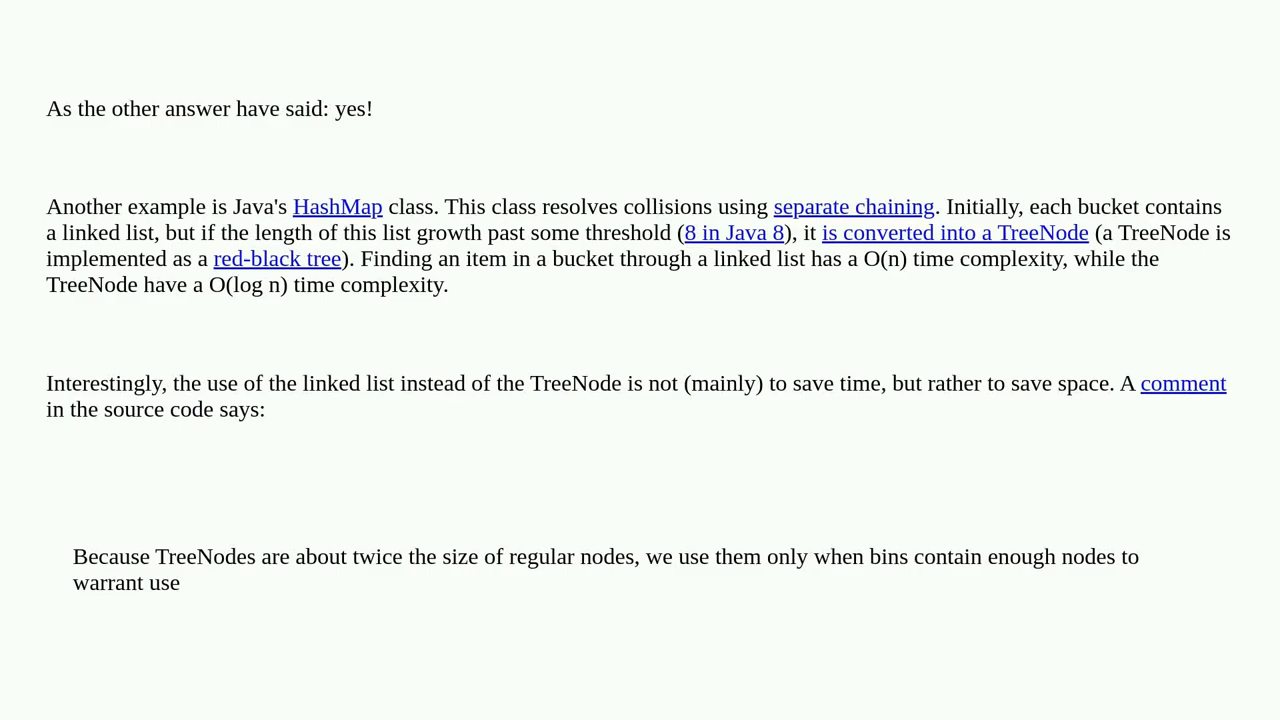 As the other answer have said: yes!
Another example is Java's HashMap class. This class resolves collisions using separate chaining. Initially, each bucket contains
a linked list, but if the length of this list growth past some threshold (8 in Java 8), it is converted into a TreeNode (a TreeNode is
implemented as a red-black tree). Finding an item in a bucket through a linked list has a O(n) time complexity, while the
TreeNode have a O(log n) time complexity.
Interestingly, the use of the linked list instead of the TreeNode is not (mainly) to save time, but rather to save space. A comment
in the source code says:
Because TreeNodes are about twice the size of regular nodes, we use them only when bins contain enough nodes to
warrant use